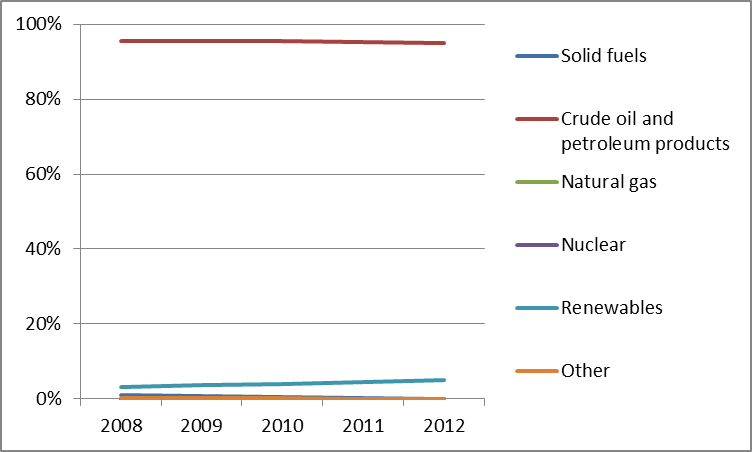 100%
80%
60%
40%
20%
0%
2008 2009 2010 2011 2012
Solid fuels
Crude oil and
petroleum products
Natural gas
Nuclear
Renewables
Other